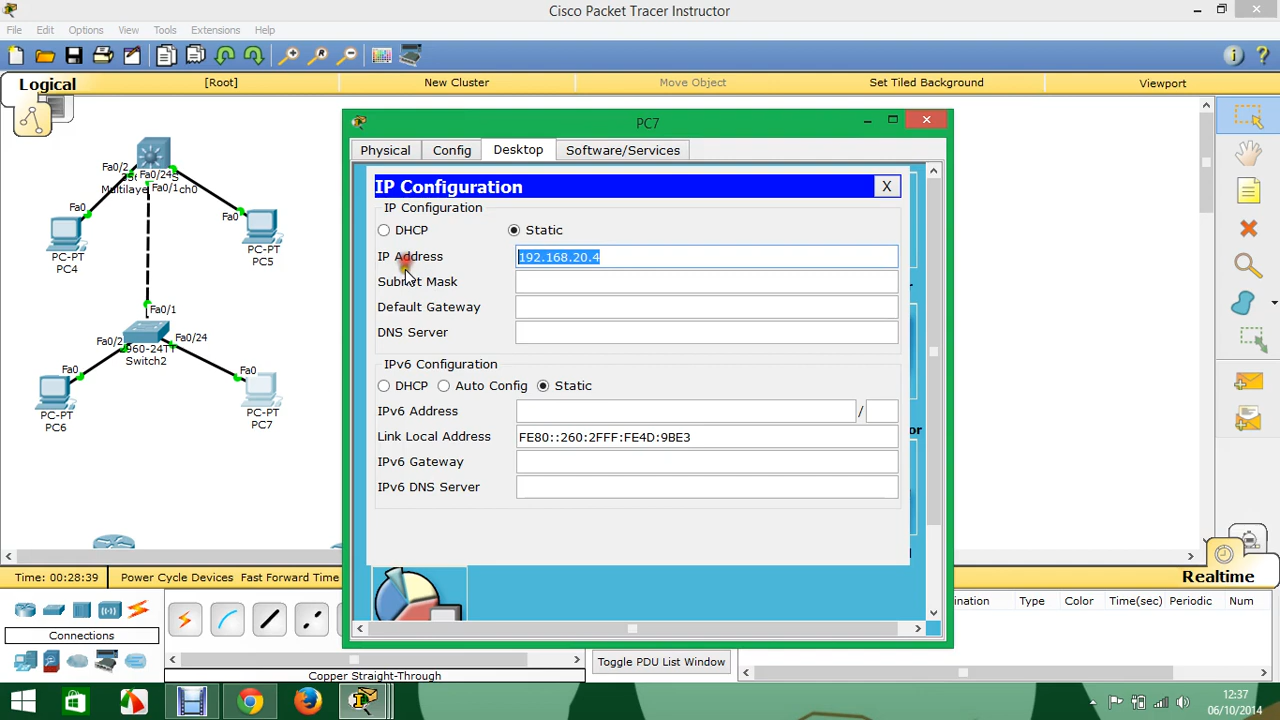 Cisco Packet Tracer Instructor
File Edit Options View Tools Extensions Help
Logical
[Root]
New Cluster
Move Object
Set Tiled Background
Viewport
Fa0/2
Fa0/24
Fa0/1
Fa0
PC-PT
PC4
Fa0
PC-PT
PC5
Fa0/1
Fa0/2
Fa0/24
960-24TT
Switch2
Fa0
PC-PT
PC6
Fa0
PC-PT
PC7
PC7
X
Physical
Config
Desktop
Software/Services
IP Configuration
X
IP Configuration
DHCP
Static
IP Address
192.168.20.4
Subnet Mask
Default Gateway
DNS Server
IPv6 Configuration
DHCP
Auto Config
Static
IPv6 Address
/
Link Local Address
FE80::260:2FFF:FE4D:9BE3
IPv6 Gateway
IPv6 DNS Server
or
Time: 00:28:39
Power Cycle Devices Fast Forward Time
Realtime
Connections
Copper Straight-Through
Toggle PDU List Window
ination
Type
Color
Time(sec)
Periodic
Num
12:37
06/10/2014